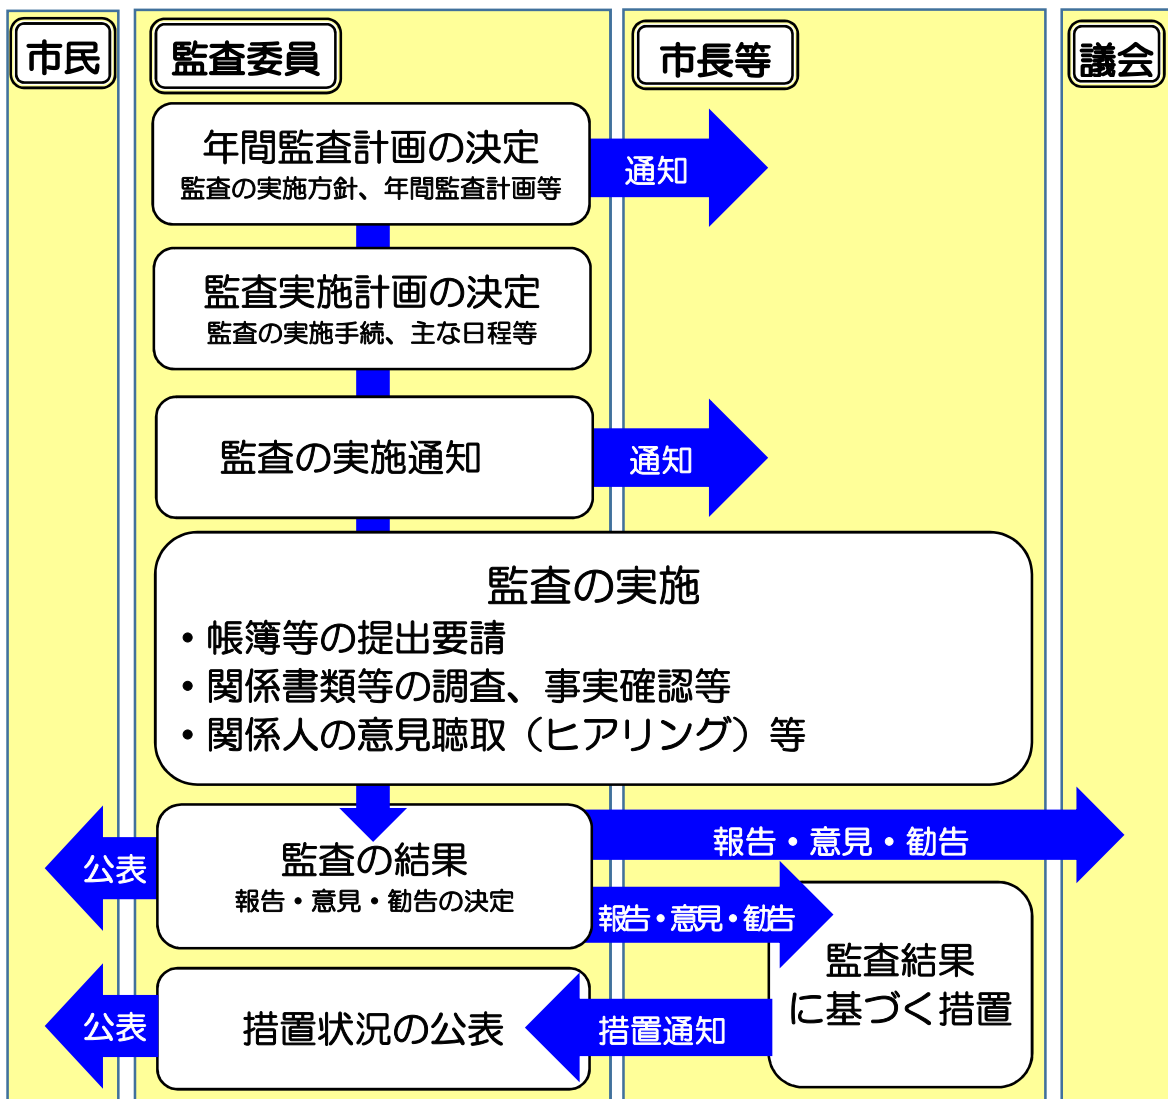 市民
監査委員
市長等
議会
年間監査計画の決定
監査の実施方針、年間監査計画等
通知
監査実施計画の決定
監査の実施手続、主な日程等
監査の実施通知
通知
監査の実施
・帳簿等の提出要請
・関係書類等の調査、事実確認等
・関係人の意見聴取（ヒアリング）等
報告・意見・勧告
公表
監査の結果
報告・意見・勧告の決定
報告・意見・勧告
監査結果
に基づく措置
公表
措置状況の公表
措置通知